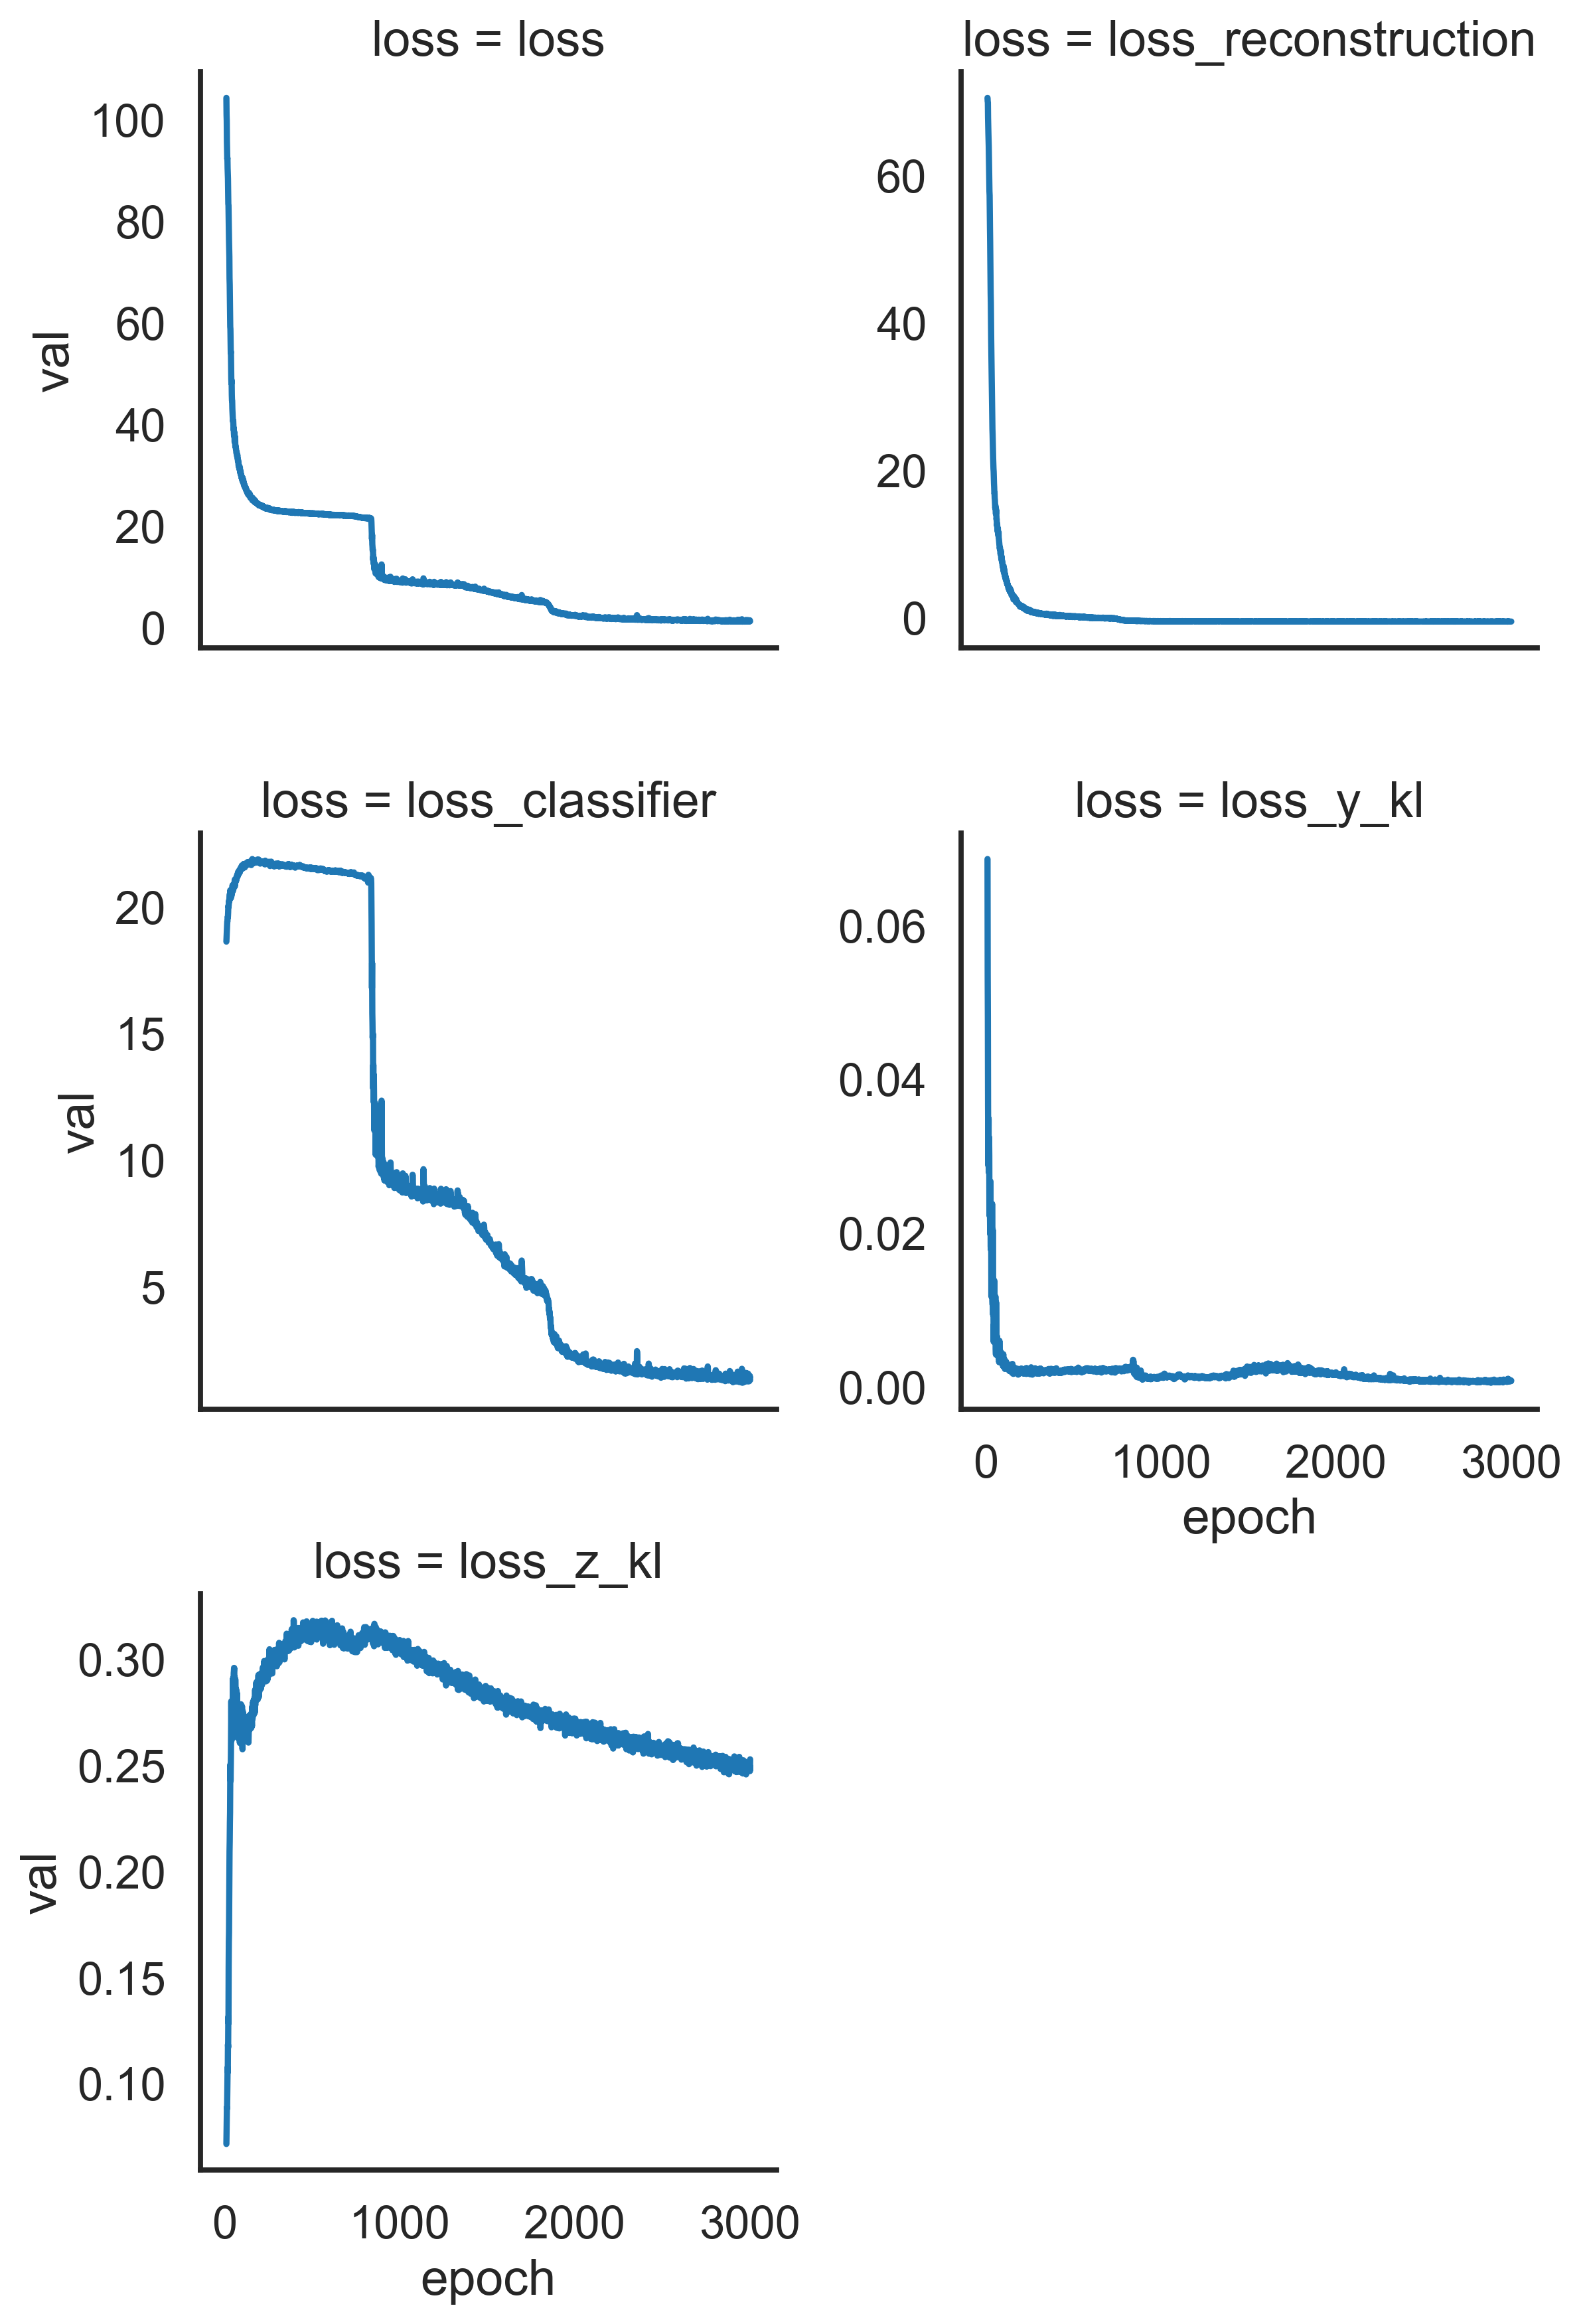 loss = loss
100
80
60
40
20
0
val
loss = loss_reconstruction
60
40
20
0
loss = loss_classifier
20
15
10
5
val
loss = loss_y_kl
0.06
0.04
0.02
0.00
0 1000 2000 3000
epoch
loss = loss_z_kl
0.30
0.25
0.20
0.15
0.10
val
0 1000 2000 3000
epoch